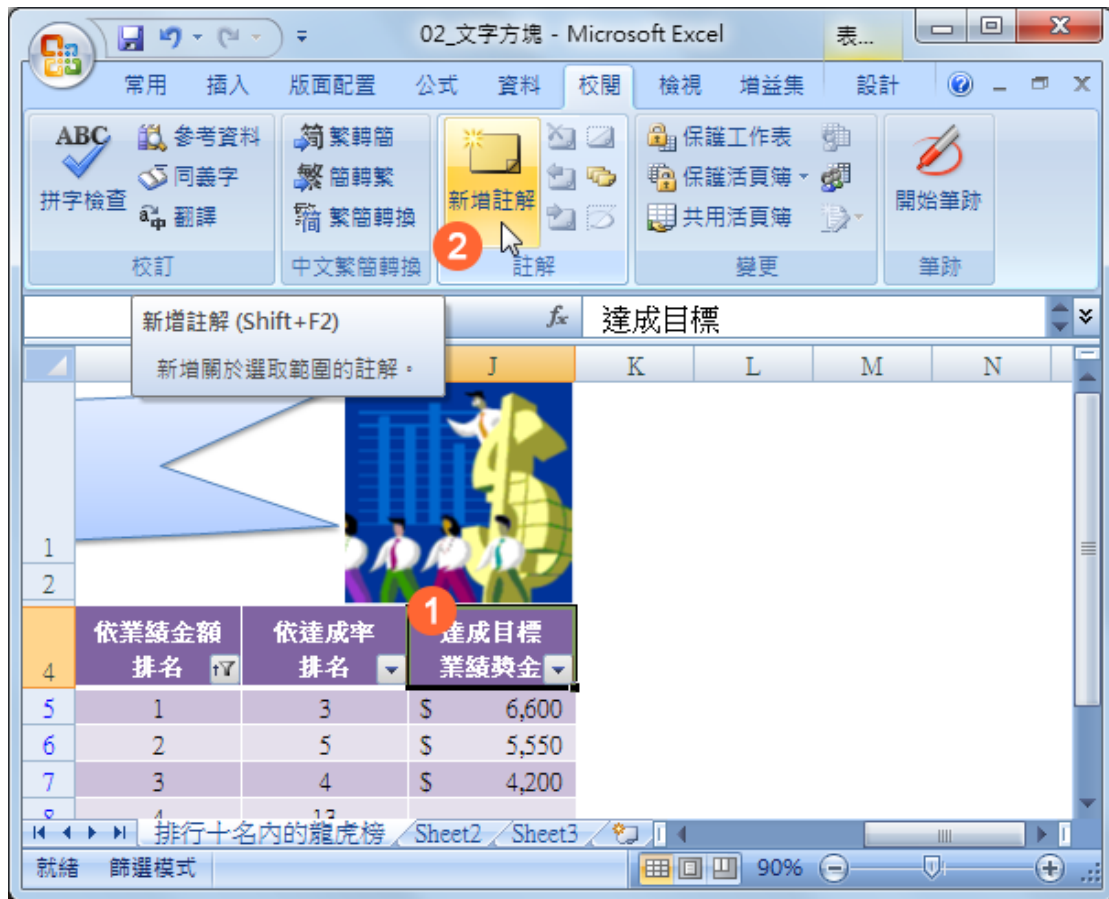 02_文字方塊 - Microsoft Excel
表...
常用 插入 版面配置 公式 資料 校閱 檢視 增益集 設計
ABC
拼字檢查
參考資料
同義字
翻譯
校訂
繁轉簡
簡轉繁
繁簡轉換
中文繁簡轉換
新增註解
2
註解
保護工作表
保護活頁簿
共用活頁簿
變更
開始筆跡
筆跡
新增註解 (Shift+F2)
新增關於選取範圍的註解。
fx 達成目標
J K L M N
1
2
4
依業績金額
排名
依達成率
排名
1
達成目標
業績獎金
5 1 3 $ 6,600
6 2 5 $ 5,550
7 3 4 $ 4,200
8 4 13
排行十名內的龍虎榜 Sheet2 Sheet3
就緒 篩選模式 90%